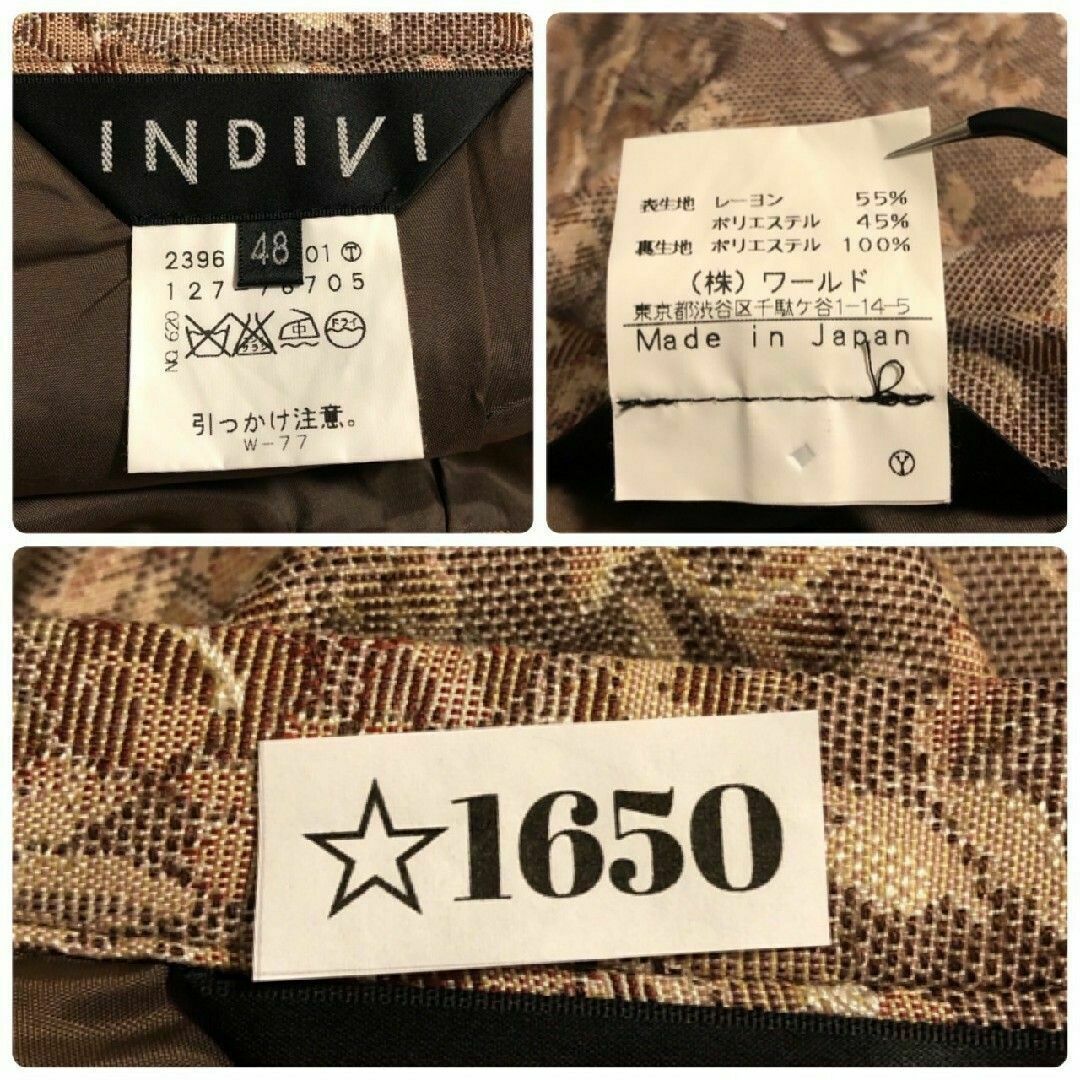 INDIVI
2396 48 01 Ⓣ
127 76705
NO. 620
中
引っかけ注意。
W-77
表生地 レーヨン 55%
ポリエステル 45%
裏生地 ポリエステル 100%
(株)ワールド
東京都渋谷区千駄ケ谷1-14-5
Made in Japan
Ⓨ
☆1650